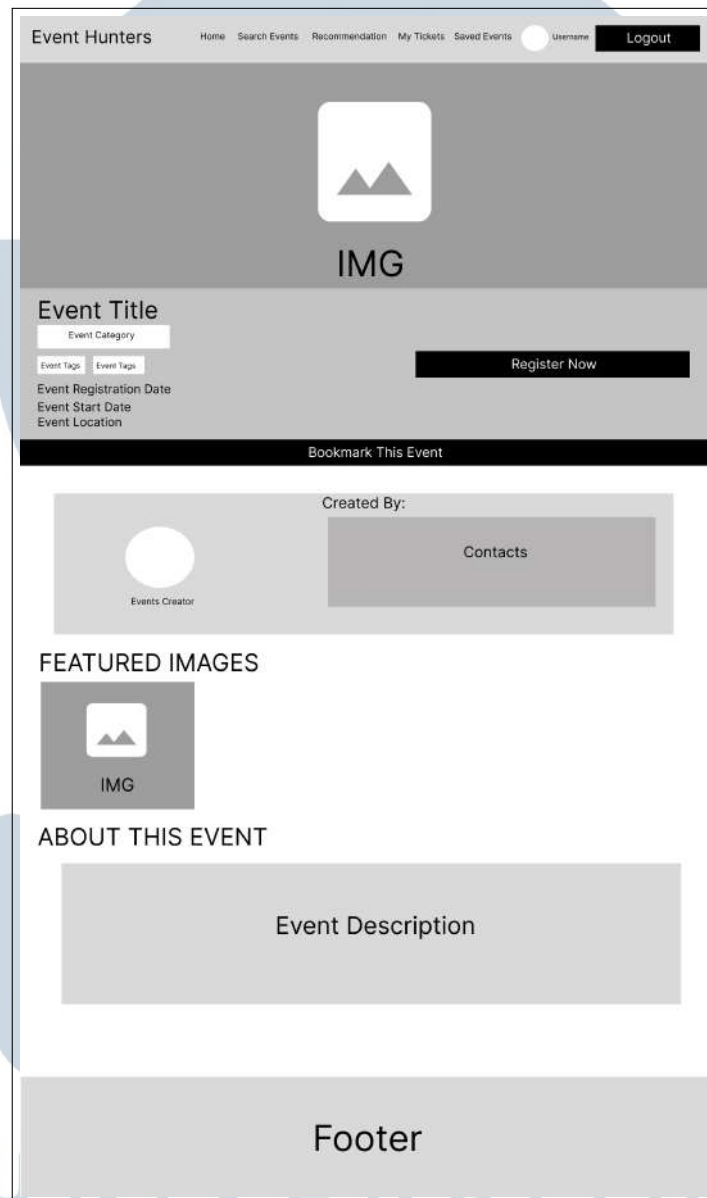 Event Hunters
Home Search Events Recommendation My Tickets Saved Events Username Logout
IMG
Event Title
Event Category
Event Tags Event Tags
Register Now
Event Registration Date
Event Start Date
Event Location
Bookmark This Event
Created By:
Contacts
Events Creator
FEATURED IMAGES
IMG
ABOUT THIS EVENT
Event Description
Footer